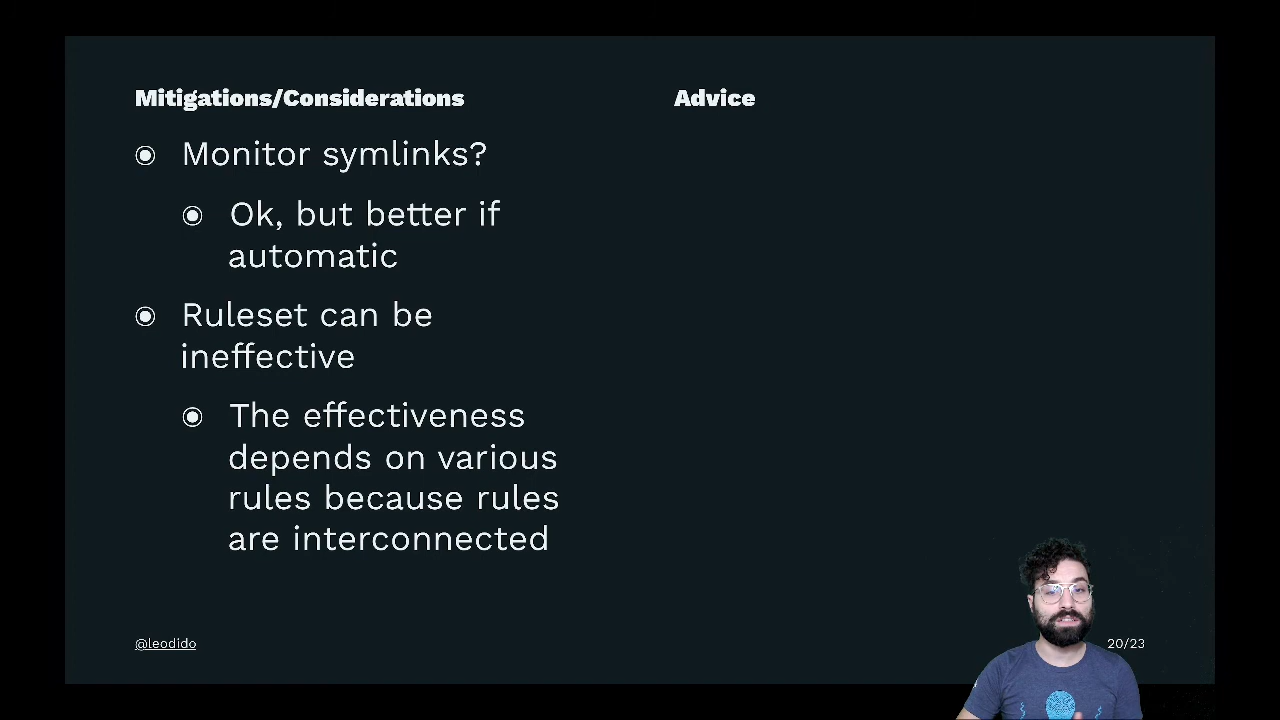 Mitigations/Considerations
Monitor symlinks?
Ok, but better if
automatic
Ruleset can be
ineffective
The effectiveness
depends on various
rules because rules
are interconnected
Advice
@leodido
20/23